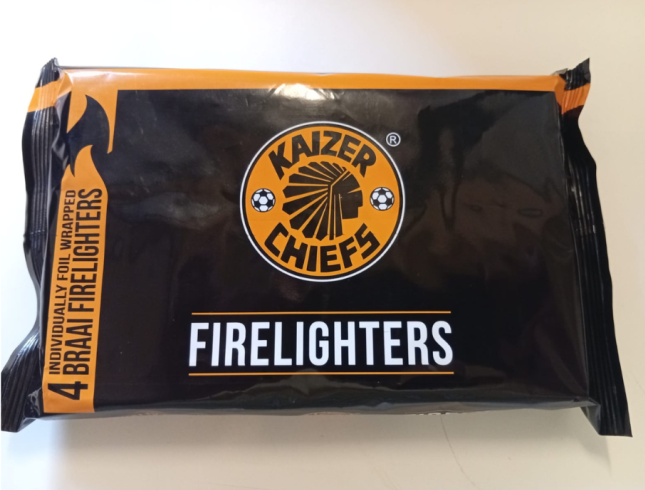 KAIZER
®
CHIEFS
FIRELIGHTERS
4 INDIVIDUALLY FOIL WRAPPED
BRAAI FIRELIGHTERS